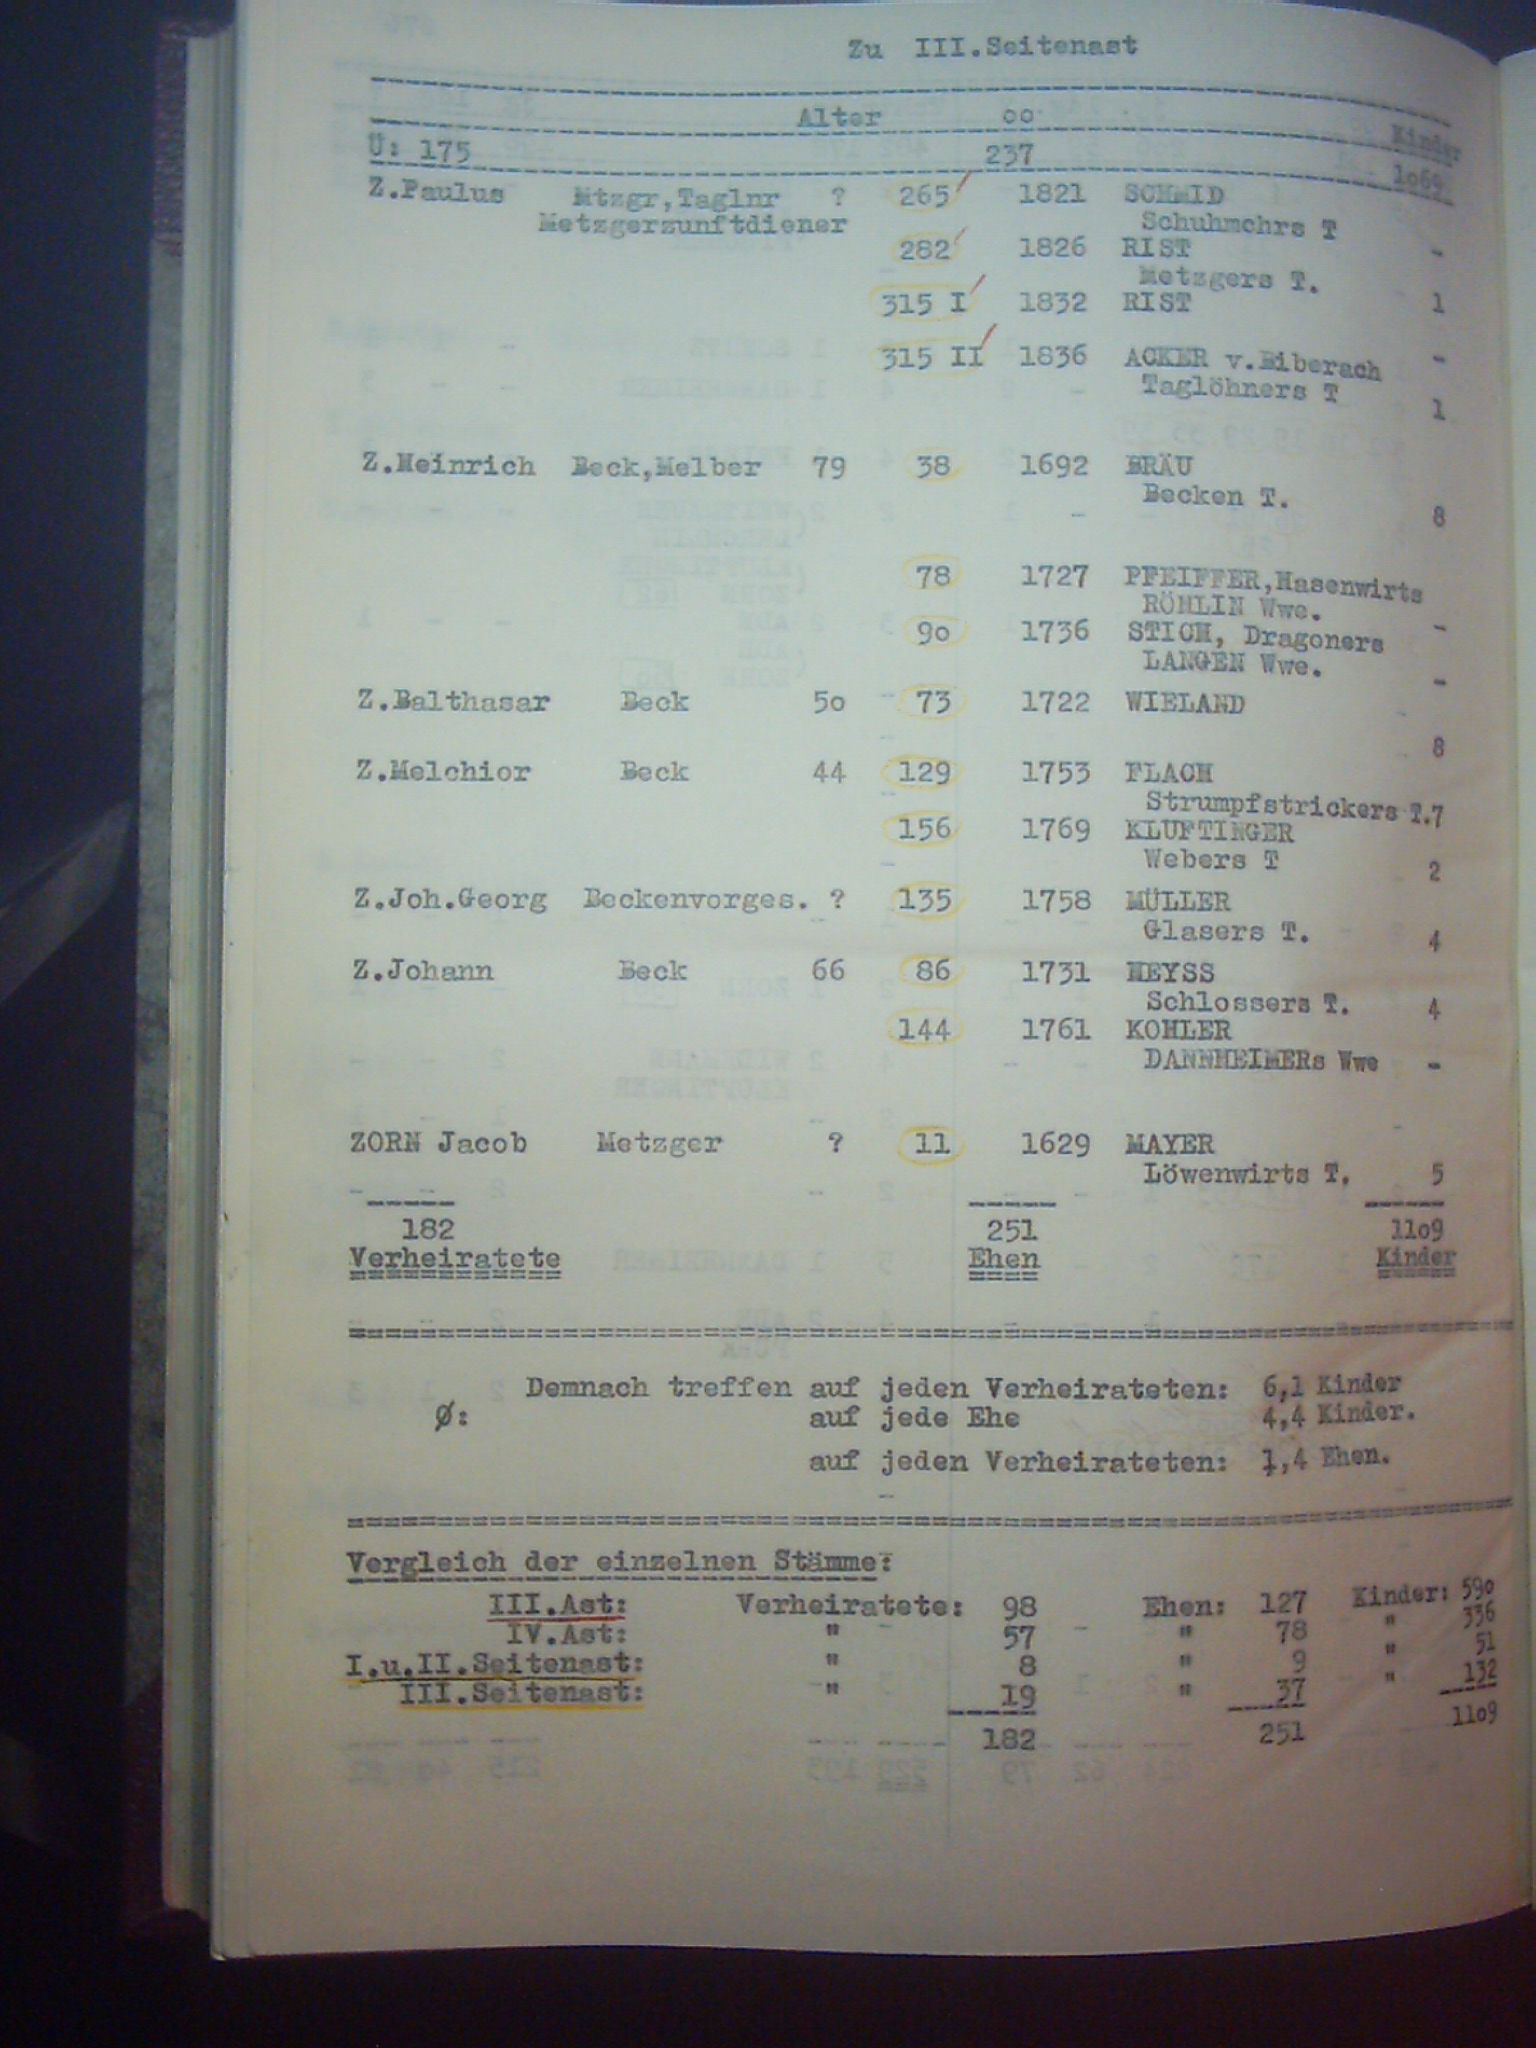 Zu III.Seitenast
Alter oo Kinder
Ü: 175 237 1o69
Z.Paulus Mtzgr,Taglnr ? 265 1821 SCHMID
Metzgerzunftdiener Schuhmchrs T -
282 1826 RIST
Metzgers T. 1
315 I 1832 RIST
-
315 II 1836 ACKER v.Biberach
Taglöhners T 1
Z.Heinrich Beck,Melber 79 38 1692 BRÄU
Becken T. 8
78 1727 PFEIFFER,Hasenwirts
RÖHLIN Wwe. -
9o 1736 STICH, Dragoners
LANGEN Wwe. -
Z.Balthasar Beck 5o 73 1722 WIELAND
8
Z.Melchior Beck 44 129 1753 FLACH
Strumpfstrickers T.7
156 1769 KLUFTINGER
Webers T 2
Z.Joh.Georg Beckenvorges. ? 135 1758 MÜLLER
Glasers T. 4
Z.Johann Beck 66 86 1731 HEYSS
Schlossers T. 4
144 1761 KOHLER
DANNHEIMERs Wwe -
ZORN Jacob Metzger ? 11 1629 MAYER
Löwenwirts T. 5
182 251 11o9
Verheiratete Ehen Kinder
Demnach treffen auf jeden Verheirateten: 6,1 Kinder
Ø: auf jede Ehe 4,4 Kinder.
auf jeden Verheirateten: 1,4 Ehen.
Vergleich der einzelnen Stämme:
III.Ast: Verheiratete: 98 Ehen: 127 Kinder: 59o
IV.Ast: " 57 " 78 " 336
I.u.II.Seitenast: " 8 " 9 " 51
III.Seitenast: " 19 " 37 " 132
182 251 11o9